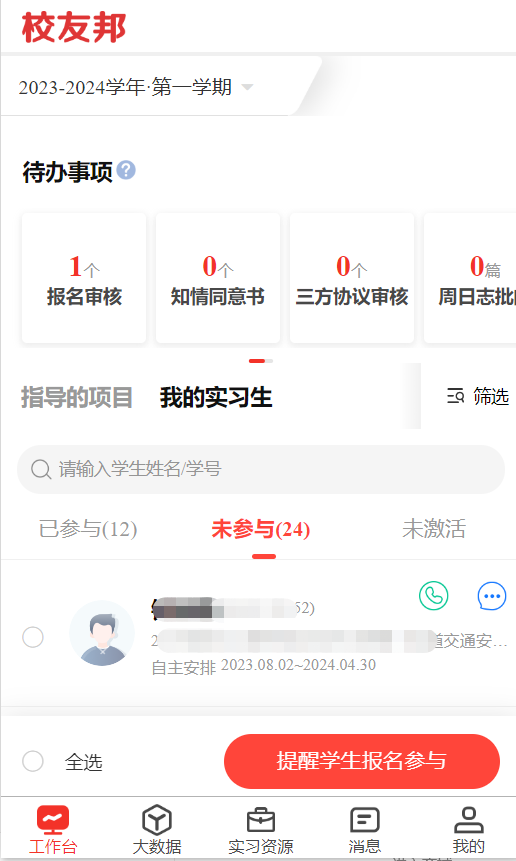 校友邦
2023-2024学年·第一学期
待办事项
1个 0个 0个 0篇
报名审核 知情同意书 三方协议审核 周日志批
指导的项目 我的实习生 筛选
请输入学生姓名/学号
已参与(12) 未参与(24) 未激活
52)
2 道交通安...
自主安排 2023.08.02~2024.04.30
全选 提醒学生报名参与
工作台 大数据 实习资源 消息 我的